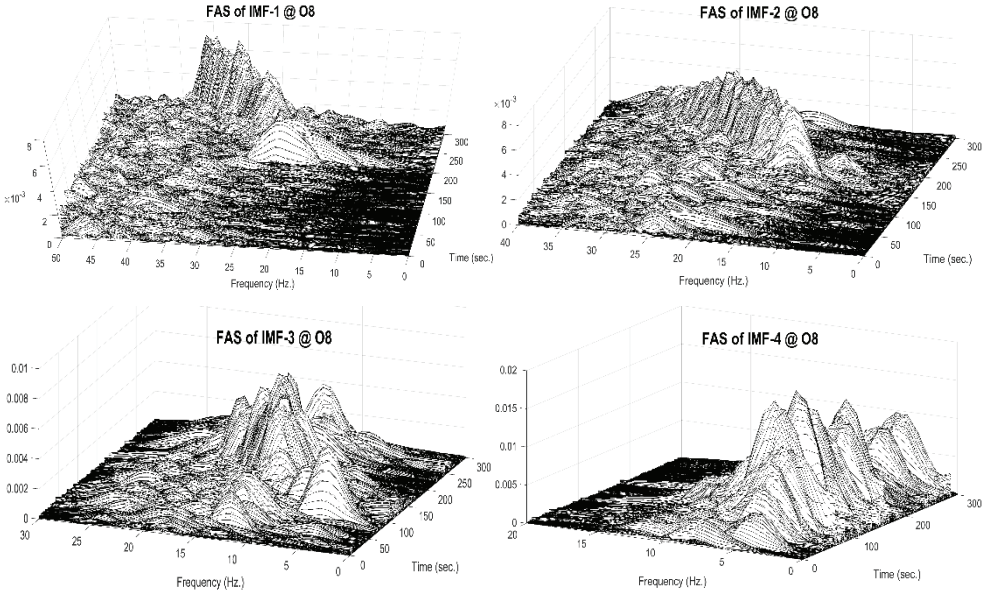 FAS of IMF-1 @ O8
8
6
4
×10⁻³
2
0
50 45 40 35 30 25 20 15 10 5 0
Frequency (Hz.)
0 50 100 150 200 250 300
Time (sec.)
FAS of IMF-2 @ O8
×10⁻³
8
6
4
2
0
40 35 30 25 20 15 10 5 0
Frequency (Hz.)
0 50 100 150 200 250 300
Time (sec.)
FAS of IMF-3 @ O8
0.01
0.008
0.006
0.004
0.002
0
30 25 20 15 10 5 0
Frequency (Hz.)
0 50 100 150 200 250 300
Time (sec.)
FAS of IMF-4 @ O8
0.02
0.015
0.01
0.005
0
20 15 10 5 0
Frequency (Hz.)
0 100 200 300
Time (sec.)